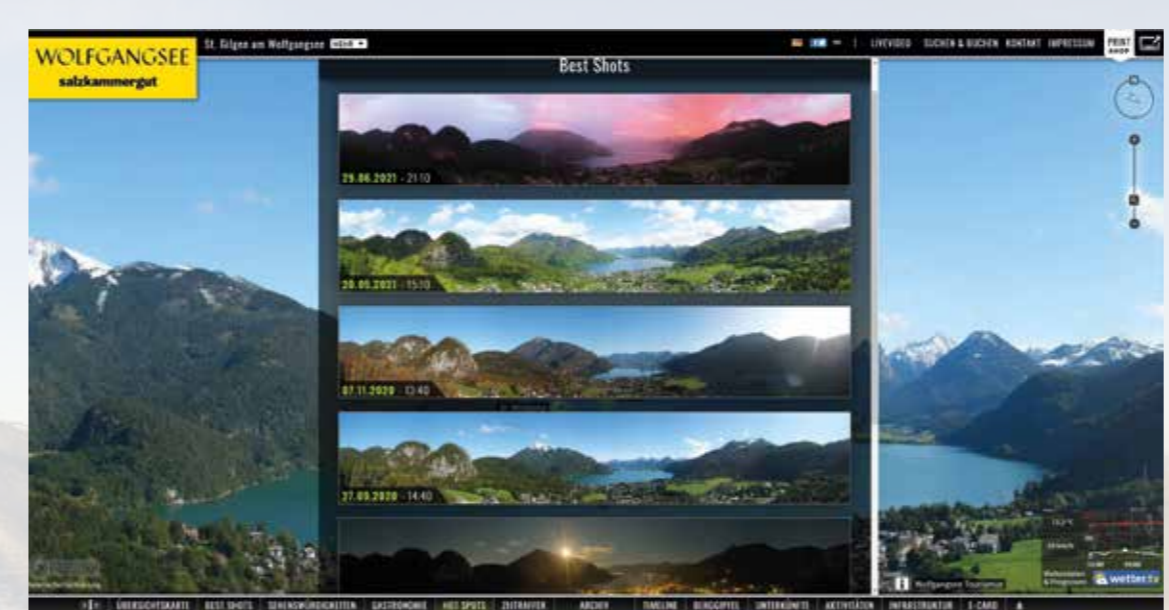 WOLFGANGSEE
salzkammergut
St. Gilgen am Wolfgangsee
LIVEVIDEO SUCHEN & BUCHEN KONTAKT IMPRESSUM
PRINT
SHOP
Best Shots
29.06.2021 - 21:10
20.05.2021 - 15:10
07.11.2020 - 13:40
27.09.2020 - 14:40
i Wolfgangsee Tourismus
wetter.tv
ÜBERSICHTSKARTE BEST SHOTS SEHENSWÜRDIGKEITEN GASTRONOMIE HOT SPOTS ZEITRAFFER ARCHIV TIMELINE BERGGIPFEL UNTERKÜNFTE AKTIVITÄTEN INFRASTRUKTUR E-CARD